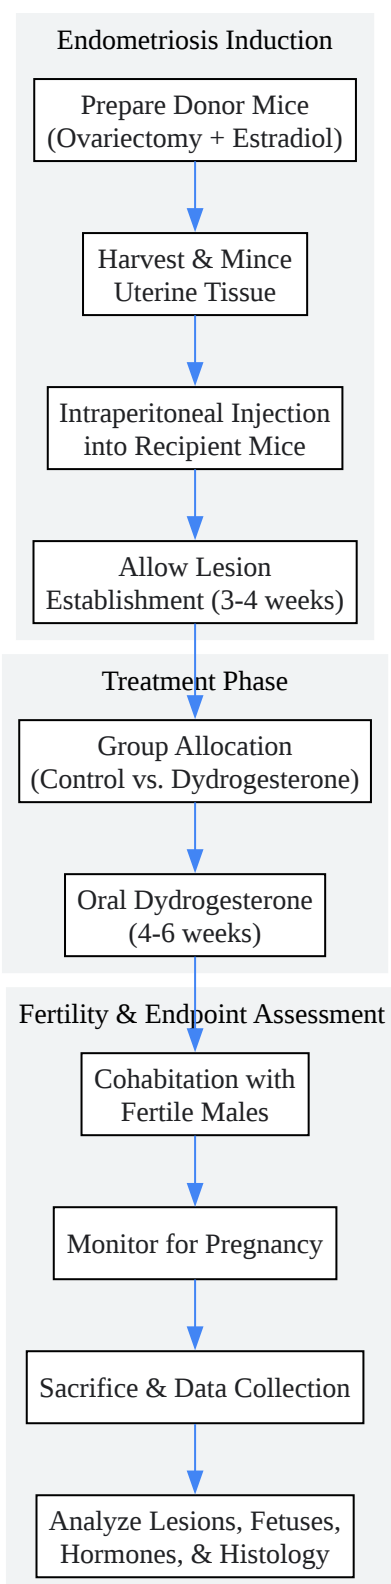 Endometriosis Induction
Prepare Donor Mice
(Ovariectomy + Estradiol)
Harvest & Mince
Uterine Tissue
Intraperitoneal Injection
into Recipient Mice
Allow Lesion
Establishment (3-4 weeks)
Treatment Phase
Group Allocation
(Control vs. Dydrogesterone)
Oral Dydrogesterone
(4-6 weeks)
Fertility & Endpoint Assessment
Cohabitation with
Fertile Males
Monitor for Pregnancy
Sacrifice & Data Collection
Analyze Lesions, Fetuses,
Hormones, & Histology